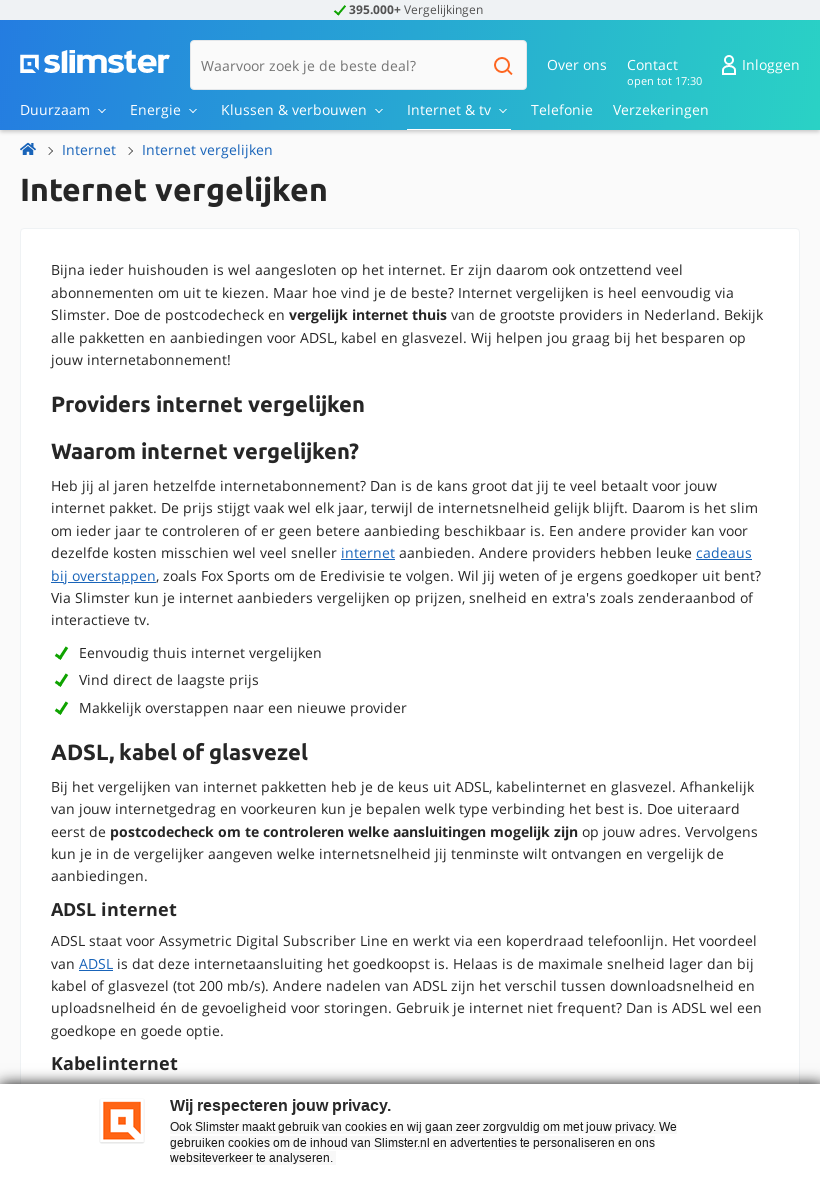 395.000+ Vergelijkingen
slimster
Waarvoor zoek je de beste deal?
Over ons
Contact
open tot 17:30
Inloggen
Duurzaam
Energie
Klussen & verbouwen
Internet & tv
Telefonie
Verzekeringen
Internet
Internet vergelijken
Internet vergelijken
Bijna ieder huishouden is wel aangesloten op het internet. Er zijn daarom ook ontzettend veel
abonnementen om uit te kiezen. Maar hoe vind je de beste? Internet vergelijken is heel eenvoudig via
Slimster. Doe de postcodecheck en vergelijk internet thuis van de grootste providers in Nederland. Bekijk
alle pakketten en aanbiedingen voor ADSL, kabel en glasvezel. Wij helpen jou graag bij het besparen op
jouw internetabonnement!
Providers internet vergelijken
Waarom internet vergelijken?
Heb jij al jaren hetzelfde internetabonnement? Dan is de kans groot dat jij te veel betaalt voor jouw
internet pakket. De prijs stijgt vaak wel elk jaar, terwijl de internetsnelheid gelijk blijft. Daarom is het slim
om ieder jaar te controleren of er geen betere aanbieding beschikbaar is. Een andere provider kan voor
dezelfde kosten misschien wel veel sneller internet aanbieden. Andere providers hebben leuke cadeaus
bij overstappen, zoals Fox Sports om de Eredivisie te volgen. Wil jij weten of je ergens goedkoper uit bent?
Via Slimster kun je internet aanbieders vergelijken op prijzen, snelheid en extra's zoals zenderaanbod of
interactieve tv.
Eenvoudig thuis internet vergelijken
Vind direct de laagste prijs
Makkelijk overstappen naar een nieuwe provider
ADSL, kabel of glasvezel
Bij het vergelijken van internet pakketten heb je de keus uit ADSL, kabelinternet en glasvezel. Afhankelijk
van jouw internetgedrag en voorkeuren kun je bepalen welk type verbinding het best is. Doe uiteraard
eerst de postcodecheck om te controleren welke aansluitingen mogelijk zijn op jouw adres. Vervolgens
kun je in de vergelijker aangeven welke internetsnelheid jij tenminste wilt ontvangen en vergelijk de
aanbiedingen.
ADSL internet
ADSL staat voor Assymetric Digital Subscriber Line en werkt via een koperdraad telefoonlijn. Het voordeel
van ADSL is dat deze internetaansluiting het goedkoopst is. Helaas is de maximale snelheid lager dan bij
kabel of glasvezel (tot 200 mb/s). Andere nadelen van ADSL zijn het verschil tussen downloadsnelheid en
uploadsnelheid én de gevoeligheid voor storingen. Gebruik je internet niet frequent? Dan is ADSL wel een
goedkope en goede optie.
Kabelinternet
Wij respecteren jouw privacy.
Ook Slimster maakt gebruik van cookies en wij gaan zeer zorgvuldig om met jouw privacy. We
gebruiken cookies om de inhoud van Slimster.nl en advertenties te personaliseren en ons
websiteverkeer te analyseren.